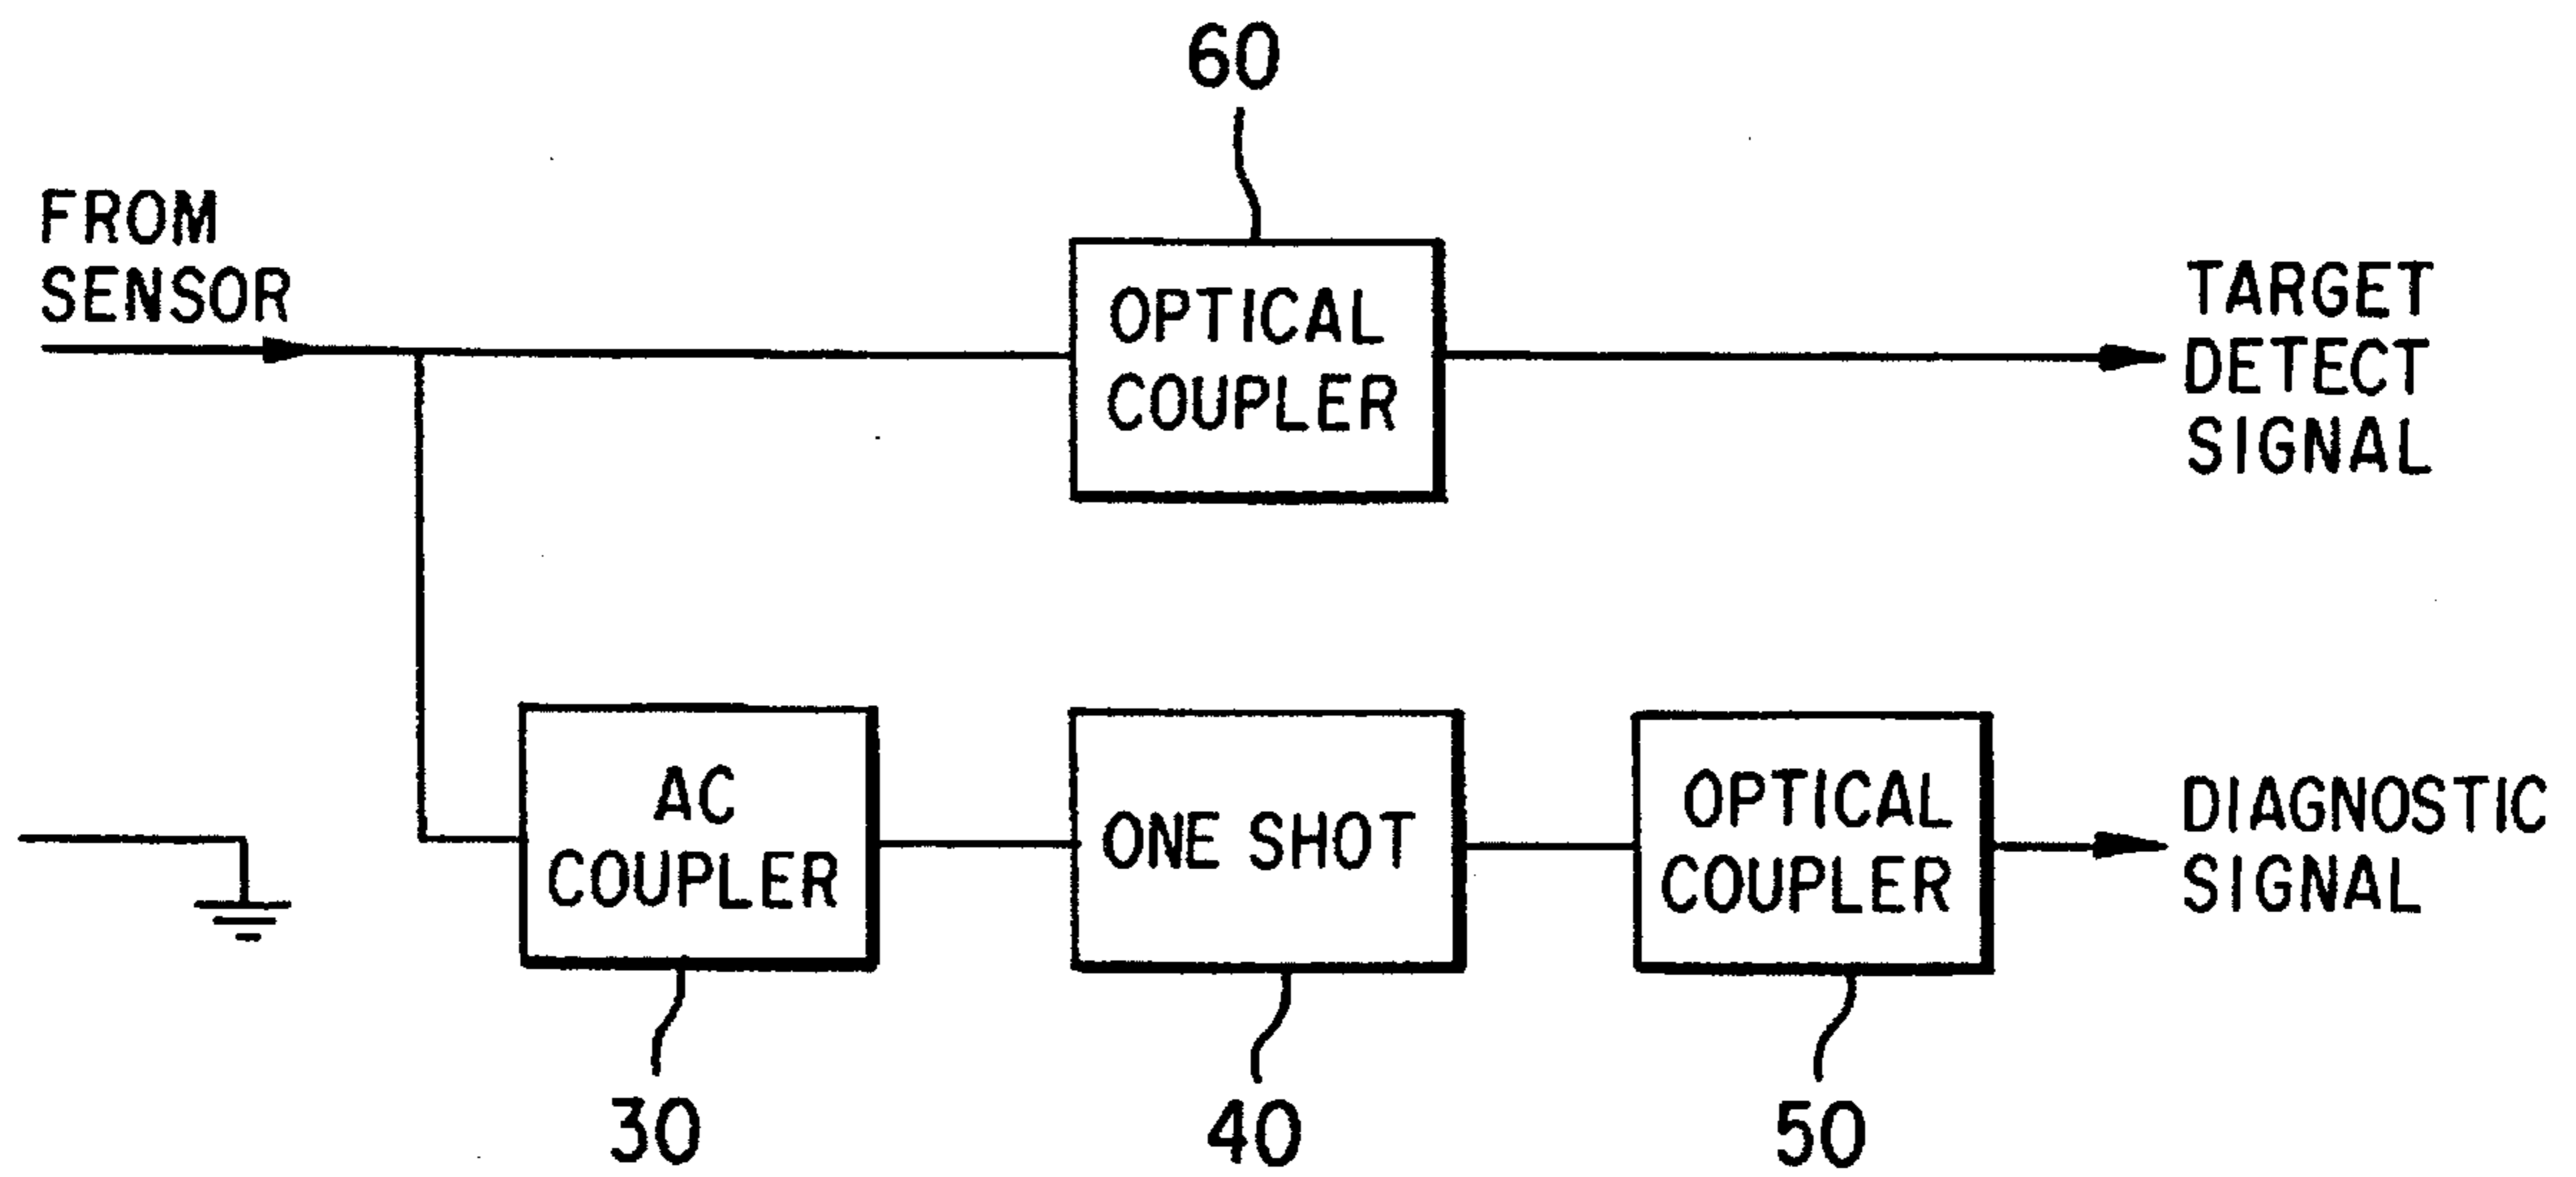 60
FROM
SENSOR
OPTICAL
COUPLER
TARGET
DETECT
SIGNAL
AC
COUPLER
ONE SHOT
OPTICAL
COUPLER
DIAGNOSTIC
SIGNAL
30
40
50